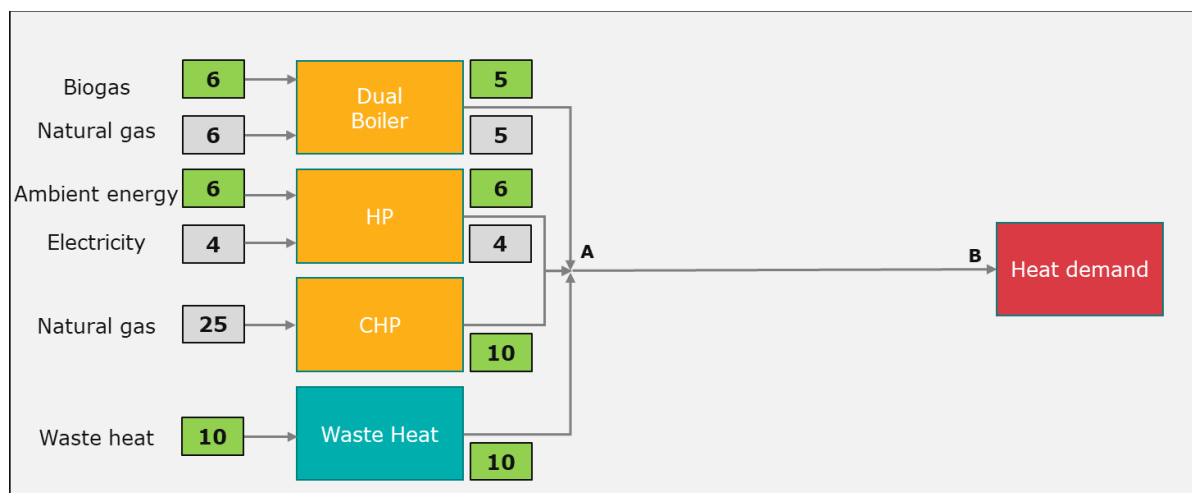 Biogas
6
Dual
Boiler
5
Natural gas
6
5
Ambient energy
6
HP
6
Electricity
4
4
A
B
Heat demand
Natural gas
25
CHP
10
Waste heat
10
Waste Heat
10